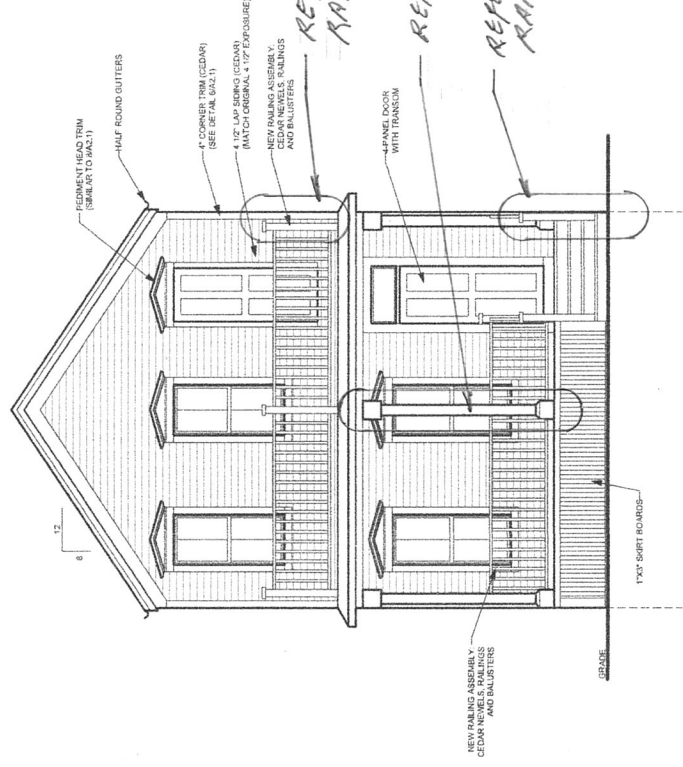 12
8
PEDIMENT HEAD TRIM
(SIMILAR TO 8/A2.1)
HALF ROUND GUTTERS
4" CORNER TRIM (CEDAR)
(SEE DETAIL 6/A2.1)
4 1/2" LAP SIDING (CEDAR)
(MATCH ORIGINAL 4 1/2" EXPOSURE)
NEW RAILING ASSEMBLY:
CEDAR NEWELS, RAILINGS
AND BALUSTERS
4-PANEL DOOR
WITH TRANSOM
NEW RAILING ASSEMBLY:
CEDAR NEWELS, RAILINGS
AND BALUSTERS
GRADE
1"X3" SKIRT BOARDS